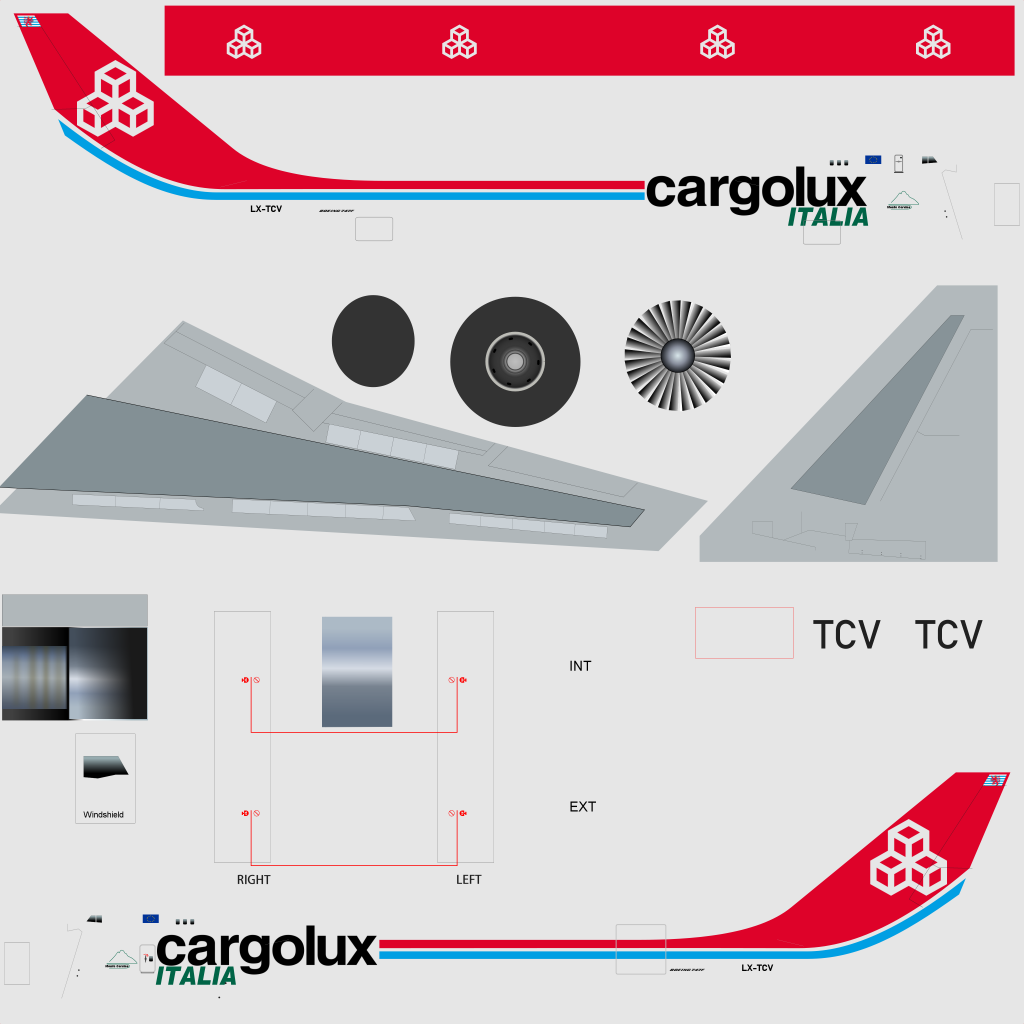 cargolux
ITALIA
LX-TCV
BOEING 747F
TCV
TCV
INT
Windshield
EXT
RIGHT
LEFT
cargolux
ITALIA
BOEING 747F
LX-TCV